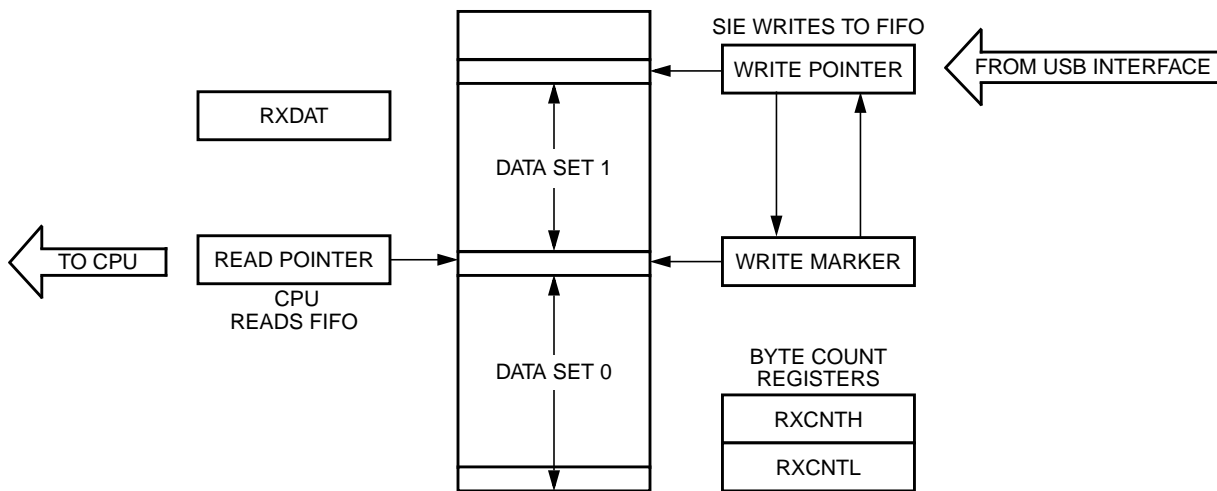 SIE WRITES TO FIFO
WRITE POINTER
FROM USB INTERFACE
RXDAT
DATA SET 1
TO CPU
READ POINTER
WRITE MARKER
CPU
READS FIFO
BYTE COUNT
REGISTERS
DATA SET 0
RXCNTH
RXCNTL